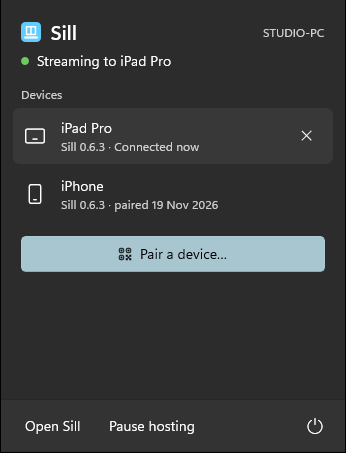 Sill
STUDIO-PC
Streaming to iPad Pro
Devices
iPad Pro
Sill 0.6.3 · Connected now
iPhone
Sill 0.6.3 · paired 19 Nov 2026
Pair a device...
Open Sill
Pause hosting